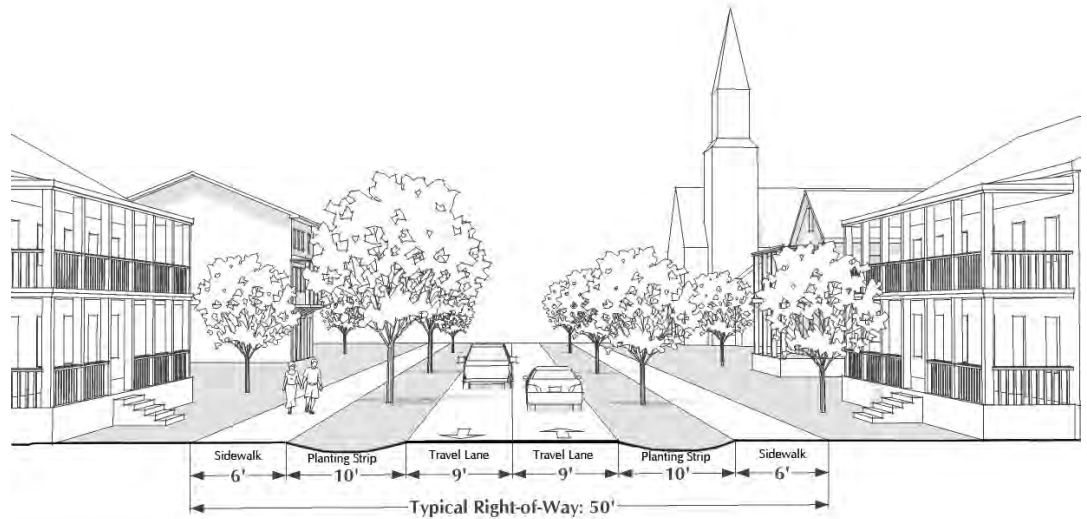 Sidewalk Planting Strip Travel Lane Travel Lane Planting Strip Sidewalk
6' 10' 9' 9' 10' 6'
Typical Right-of-Way: 50'